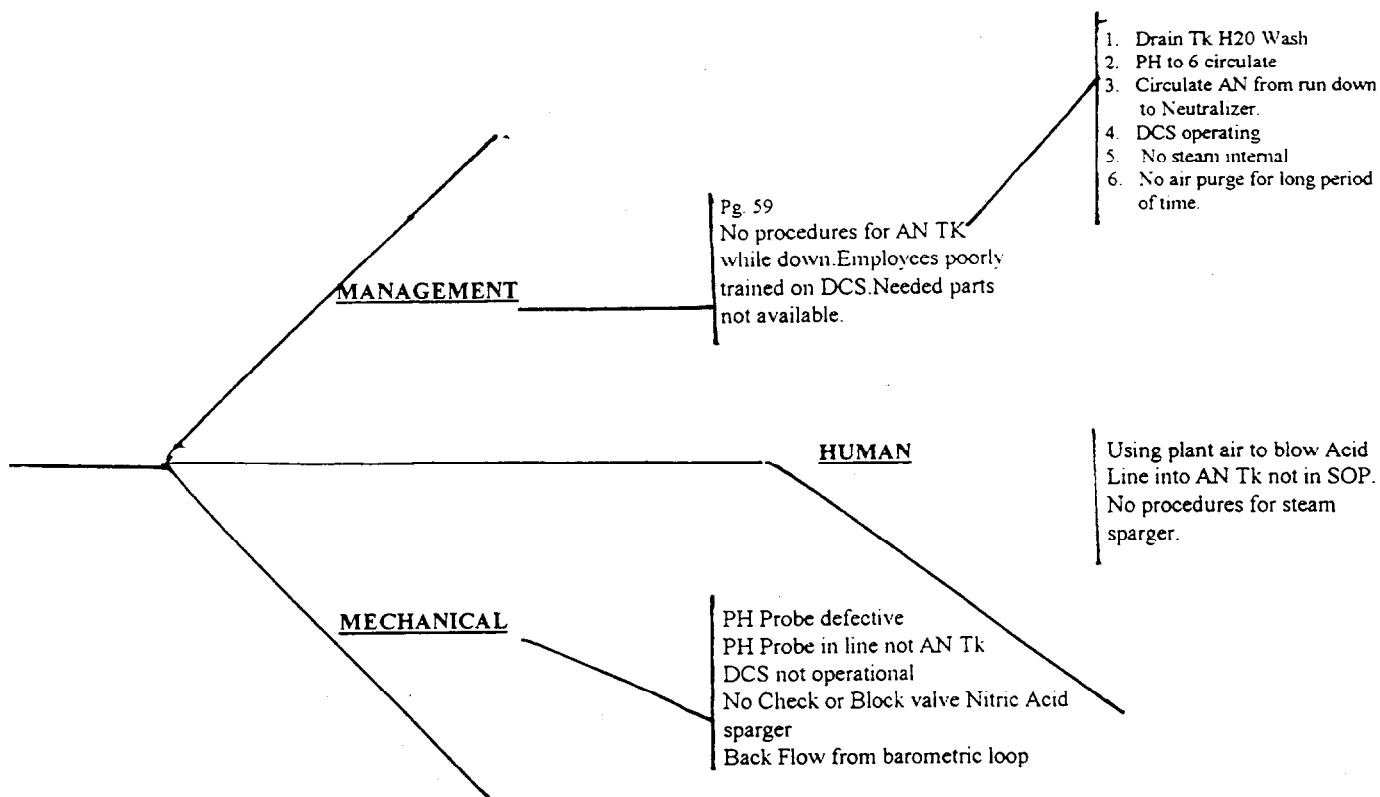 1. Drain Tk H20 Wash
2. PH to 6 circulate
3. Circulate AN from run down
to Neutralizer.
4. DCS operating
5. No steam internal
6. No air purge for long period
of time.
Pg. 59
No procedures for AN TK
while down.Employees poorly
trained on DCS.Needed parts
not available.
MANAGEMENT
HUMAN
Using plant air to blow Acid
Line into AN Tk not in SOP.
No procedures for steam
sparger.
MECHANICAL
PH Probe defective
PH Probe in line not AN Tk
DCS not operational
No Check or Block valve Nitric Acid
sparger
Back Flow from barometric loop